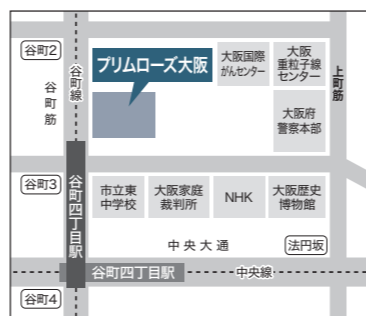 谷町2
谷町線
谷町筋
プリムローズ大阪
大阪国際
がんセンター
大阪
重粒子線
センター
上町筋
大阪府
警察本部
谷町3
谷町四丁目駅
市立東
中学校
大阪家庭
裁判所
NHK
大阪歴史
博物館
中央大通
法円坂
谷町四丁目駅
中央線
谷町4